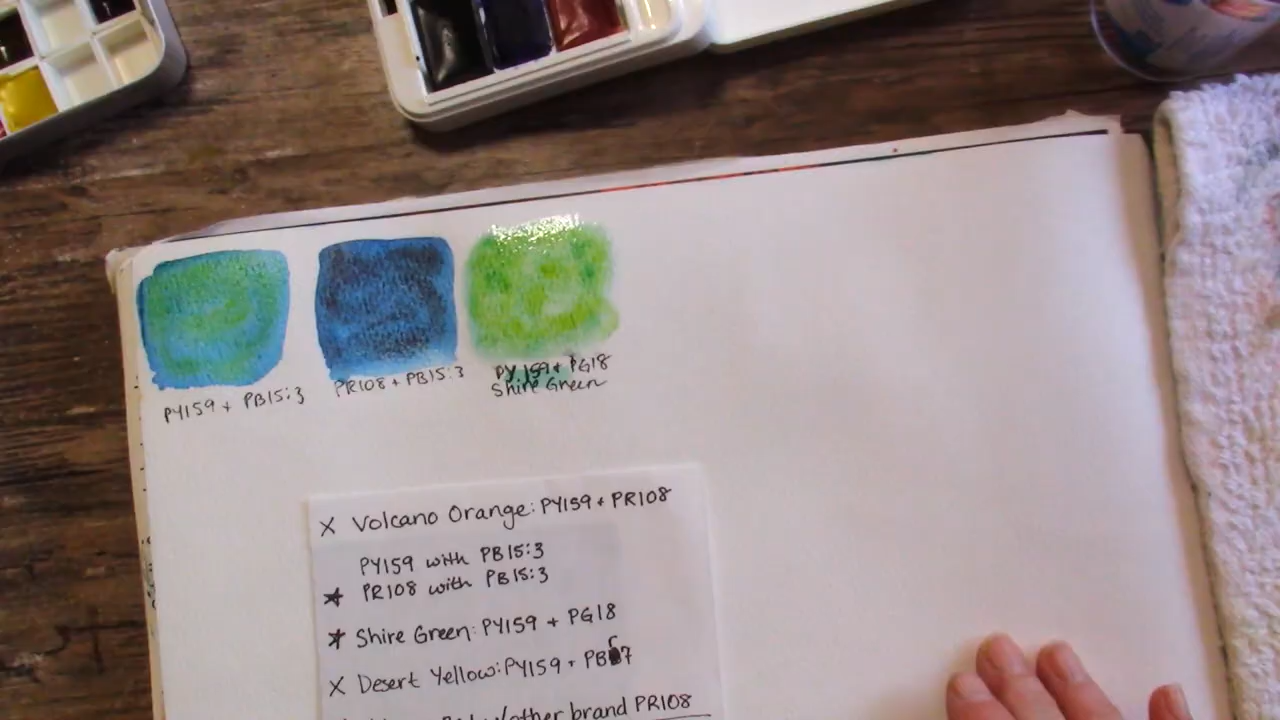 PY159 + PB15:3
PR108 + PB15:3
PY159 + PG18
Shire Green
X Volcano Orange: PY159 + PR108
PY159 with PB15:3
★ PR108 with PB15:3
★ Shire Green: PY159 + PG18
X Desert Yellow: PY159 + PBr7
w/other brand PR108